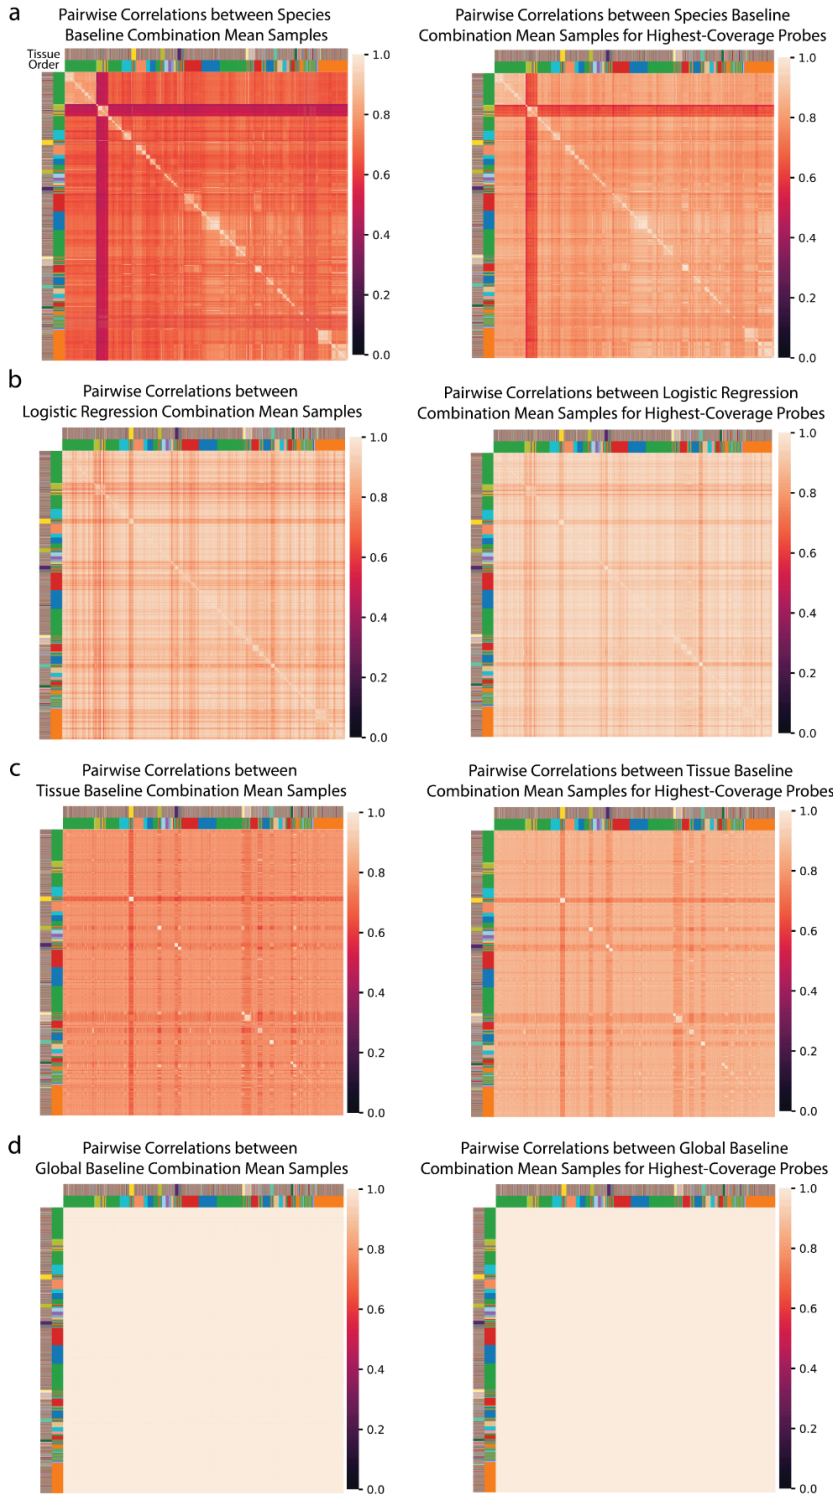 a
Pairwise Correlations between Species
Baseline Combination Mean Samples
Pairwise Correlations between Species Baseline
Combination Mean Samples for Highest-Coverage Probes
Tissue
Order
1.0
0.8
0.6
0.4
0.2
0.0
1.0
0.8
0.6
0.4
0.2
0.0
b
Pairwise Correlations between
Logistic Regression Combination Mean Samples
Pairwise Correlations between Logistic Regression
Combination Mean Samples for Highest-Coverage Probes
1.0
0.8
0.6
0.4
0.2
0.0
1.0
0.8
0.6
0.4
0.2
0.0
c
Pairwise Correlations between
Tissue Baseline Combination Mean Samples
Pairwise Correlations between Tissue Baseline
Combination Mean Samples for Highest-Coverage Probes
1.0
0.8
0.6
0.4
0.2
0.0
1.0
0.8
0.6
0.4
0.2
0.0
d
Pairwise Correlations between
Global Baseline Combination Mean Samples
Pairwise Correlations between Global Baseline
Combination Mean Samples for Highest-Coverage Probes
1.0
0.8
0.6
0.4
0.2
0.0
1.0
0.8
0.6
0.4
0.2
0.0